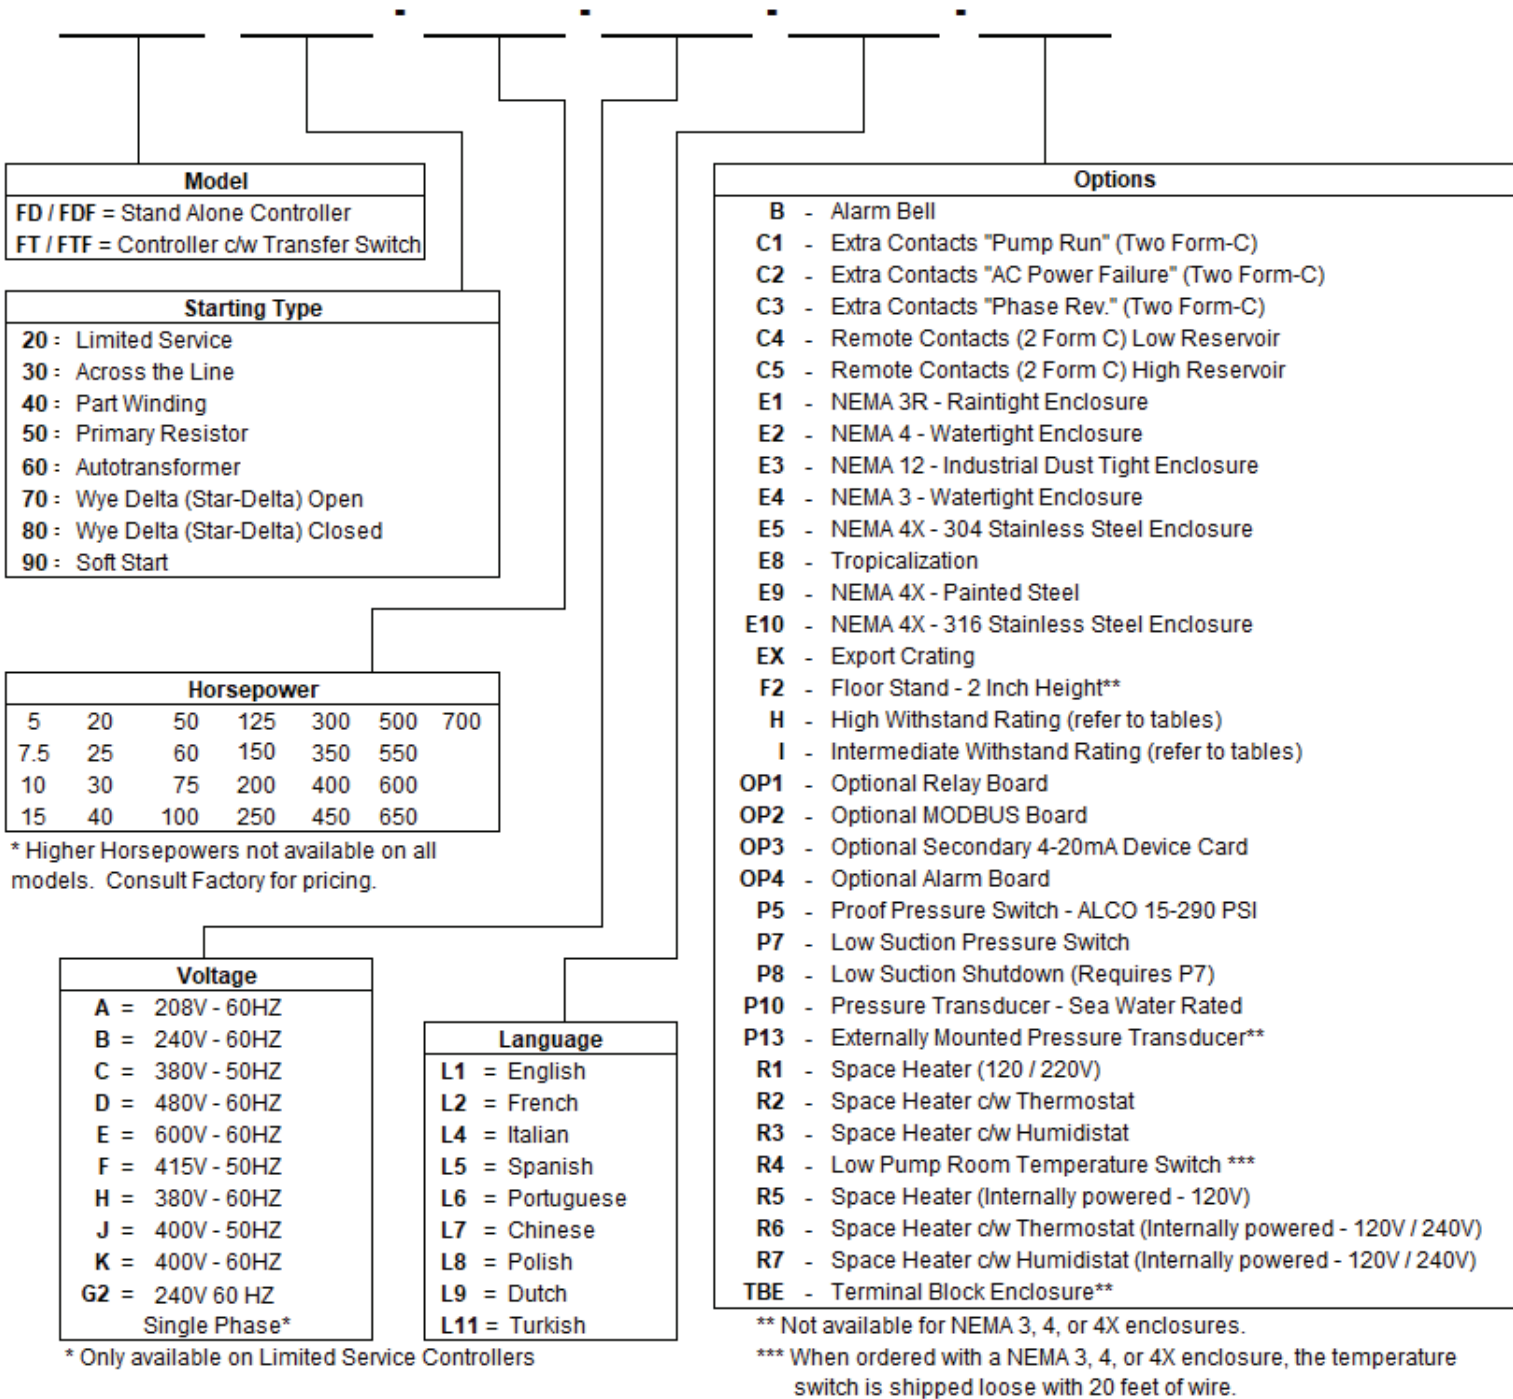 - - - -
Model
FD / FDF = Stand Alone Controller
FT / FTF = Controller c/w Transfer Switch
Starting Type
20 : Limited Service
30 : Across the Line
40 : Part Winding
50 : Primary Resistor
60 : Autotransformer
70 : Wye Delta (Star-Delta) Open
80 : Wye Delta (Star-Delta) Closed
90 : Soft Start
Horsepower
5 20 50 125 300 500 700
7.5 25 60 150 350 550
10 30 75 200 400 600
15 40 100 250 450 650
* Higher Horsepowers not available on all
models. Consult Factory for pricing.
Voltage
A = 208V - 60HZ
B = 240V - 60HZ
C = 380V - 50HZ
D = 480V - 60HZ
E = 600V - 60HZ
F = 415V - 50HZ
H = 380V - 60HZ
J = 400V - 50HZ
K = 400V - 60HZ
G2 = 240V 60 HZ
Single Phase*
* Only available on Limited Service Controllers
Language
L1 = English
L2 = French
L4 = Italian
L5 = Spanish
L6 = Portuguese
L7 = Chinese
L8 = Polish
L9 = Dutch
L11 = Turkish
Options
B - Alarm Bell
C1 - Extra Contacts "Pump Run" (Two Form-C)
C2 - Extra Contacts "AC Power Failure" (Two Form-C)
C3 - Extra Contacts "Phase Rev." (Two Form-C)
C4 - Remote Contacts (2 Form C) Low Reservoir
C5 - Remote Contacts (2 Form C) High Reservoir
E1 - NEMA 3R - Raintight Enclosure
E2 - NEMA 4 - Watertight Enclosure
E3 - NEMA 12 - Industrial Dust Tight Enclosure
E4 - NEMA 3 - Watertight Enclosure
E5 - NEMA 4X - 304 Stainless Steel Enclosure
E8 - Tropicalization
E9 - NEMA 4X - Painted Steel
E10 - NEMA 4X - 316 Stainless Steel Enclosure
EX - Export Crating
F2 - Floor Stand - 2 Inch Height**
H - High Withstand Rating (refer to tables)
I - Intermediate Withstand Rating (refer to tables)
OP1 - Optional Relay Board
OP2 - Optional MODBUS Board
OP3 - Optional Secondary 4-20mA Device Card
OP4 - Optional Alarm Board
P5 - Proof Pressure Switch - ALCO 15-290 PSI
P7 - Low Suction Pressure Switch
P8 - Low Suction Shutdown (Requires P7)
P10 - Pressure Transducer - Sea Water Rated
P13 - Externally Mounted Pressure Transducer**
R1 - Space Heater (120 / 220V)
R2 - Space Heater c/w Thermostat
R3 - Space Heater c/w Humidistat
R4 - Low Pump Room Temperature Switch ***
R5 - Space Heater (Internally powered - 120V)
R6 - Space Heater c/w Thermostat (Internally powered - 120V / 240V)
R7 - Space Heater c/w Humidistat (Internally powered - 120V / 240V)
TBE - Terminal Block Enclosure**
** Not available for NEMA 3, 4, or 4X enclosures.
*** When ordered with a NEMA 3, 4, or 4X enclosure, the temperature
switch is shipped loose with 20 feet of wire.